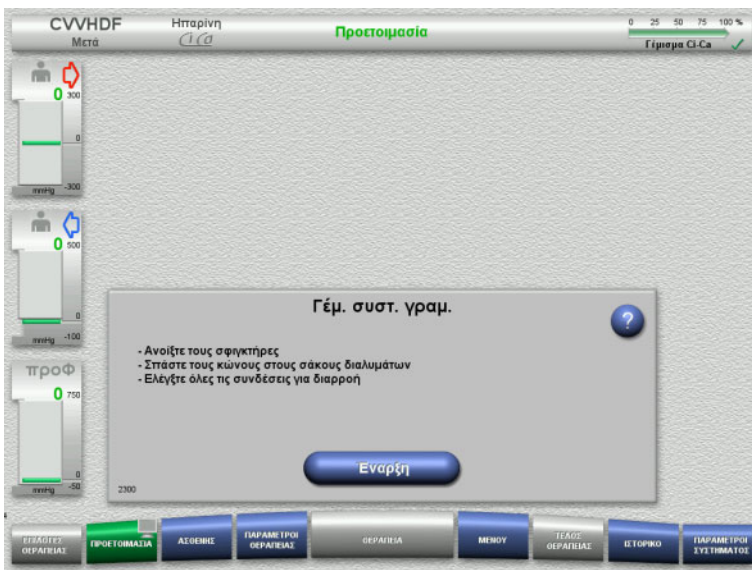 CVVHDF Ηπαρίνη Προετοιμασία 0 25 50 75 100 %
Μετά Ci Ca Γέμισμα Ci-Ca
0 300
0
mmHg -300
0 500
0
mmHg -100
προΦ
0 750
0
mmHg -50
Γέμ. συστ. γραμ.
?
- Ανοίξτε τους σφιγκτήρες
- Σπάστε τους κώνους στους σάκους διαλυμάτων
- Ελέγξτε όλες τις συνδέσεις για διαρροή
Έναρξη
2300
ΕΠΙΛΟΓΕΣ ΘΕΡΑΠΕΙΑΣ
ΠΡΟΕΤΟΙΜΑΣΙΑ
ΑΣΘΕΝΗΣ
ΠΑΡΑΜΕΤΡΟΙ ΘΕΡΑΠΕΙΑΣ
ΘΕΡΑΠΕΙΑ
ΜΕΝΟΥ
ΤΕΛΟΣ ΘΕΡΑΠΕΙΑΣ
ΙΣΤΟΡΙΚΟ
ΠΑΡΑΜΕΤΡΟΙ ΣΥΣΤΗΜΑΤΟΣ